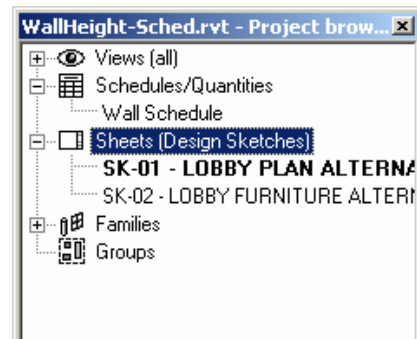 WallHeight-Sched.rvt - Project brow...
Views (all)
Schedules/Quantities
Wall Schedule
Sheets (Design Sketches)
SK-01 - LOBBY PLAN ALTERNA
SK-02 - LOBBY FURNITURE ALTERN
Families
Groups